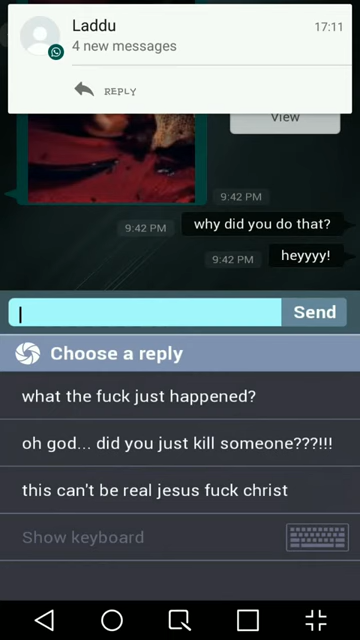 Laddu
17:11
4 new messages
REPLY
View
9:42 PM
9:42 PM
why did you do that?
9:42 PM
heyyyy!
Send
Choose a reply
what the fuck just happened?
oh god... did you just kill someone???!!!
this can't be real jesus fuck christ
Show keyboard